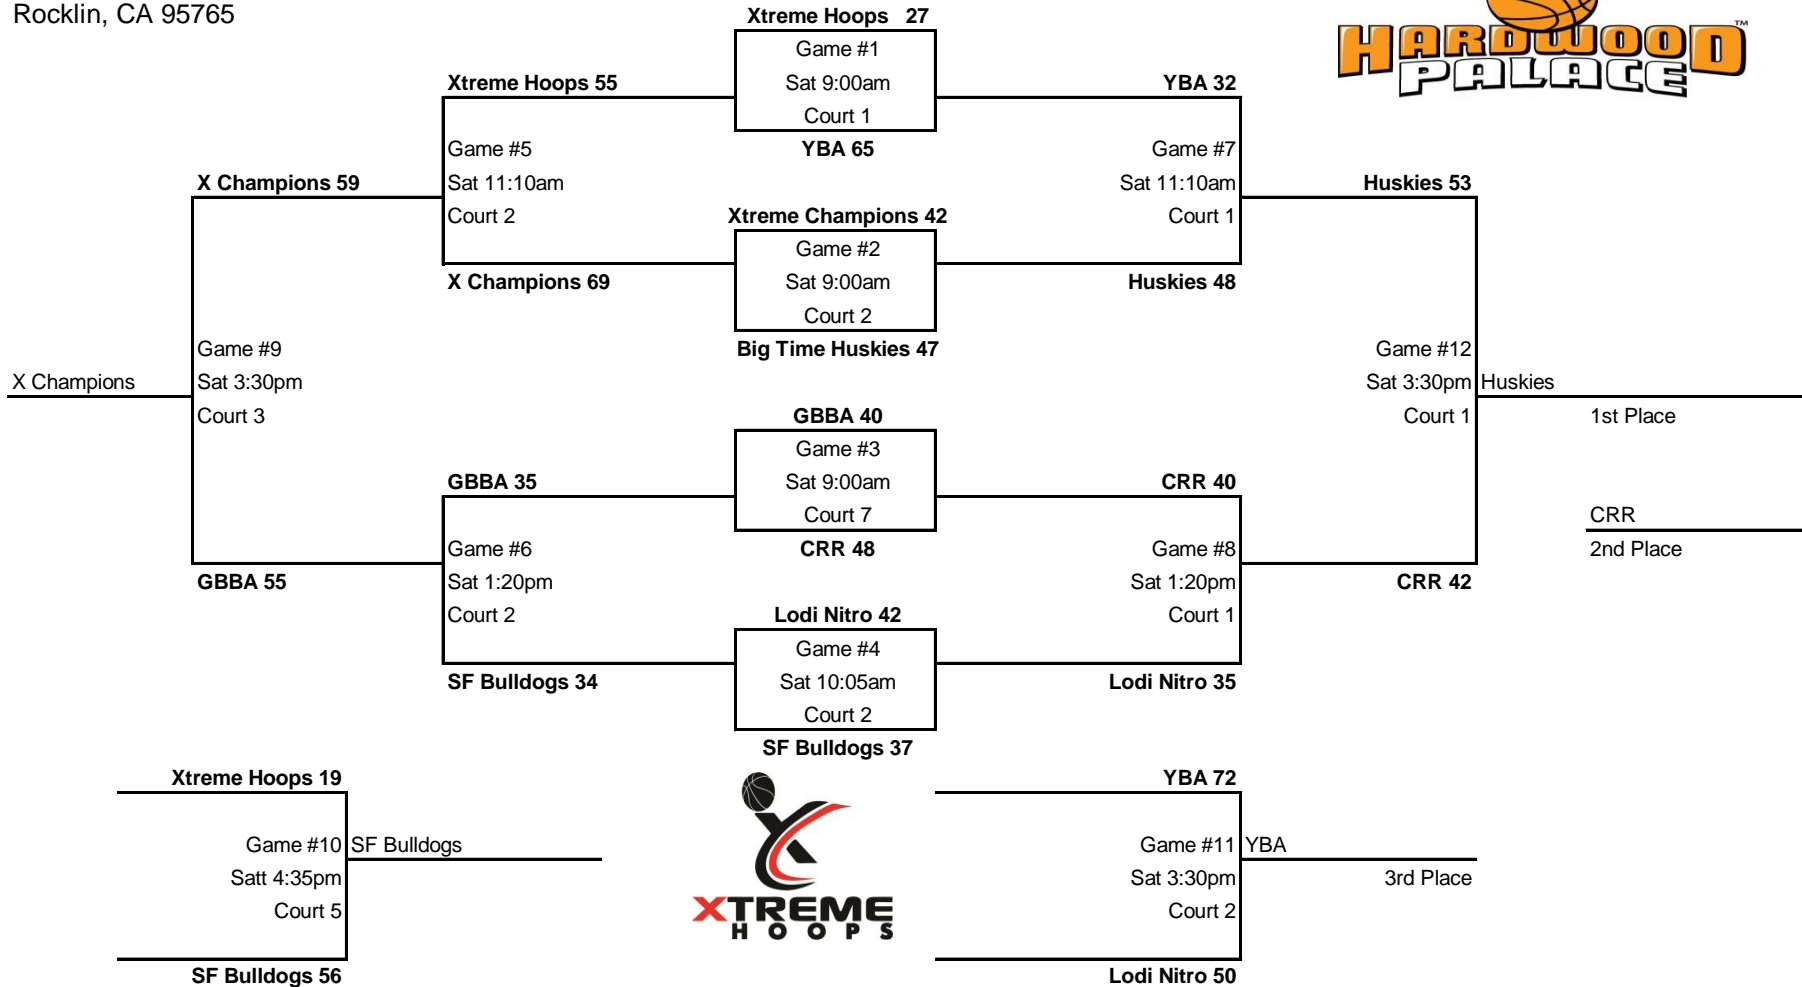 Rocklin, CA 95765
Xtreme Hoops 27
HARDWOOD
PALACE
TM
Game #1
Sat 9:00am
Court 1
YBA 65
Xtreme Hoops 55
YBA 32
Game #5
Sat 11:10am
Court 2
Game #7
Sat 11:10am
Court 1
X Champions 59
Huskies 53
Xtreme Champions 42
Game #2
Sat 9:00am
Court 2
Big Time Huskies 47
X Champions 69
Huskies 48
Game #9
Sat 3:30pm
Court 3
X Champions
Game #12
Sat 3:30pm
Court 1
Huskies
1st Place
GBBA 40
Game #3
Sat 9:00am
Court 7
CRR 48
GBBA 35
CRR 40
CRR
2nd Place
Game #6
Sat 1:20pm
Court 2
Game #8
Sat 1:20pm
Court 1
GBBA 55
CRR 42
Lodi Nitro 42
Game #4
Sat 10:05am
Court 2
SF Bulldogs 37
SF Bulldogs 34
Lodi Nitro 35
Xtreme Hoops 19
Game #10
Satt 4:35pm
Court 5
SF Bulldogs
SF Bulldogs 56
XTREME
HOOPS
YBA 72
Game #11
Sat 3:30pm
Court 2
YBA
3rd Place
Lodi Nitro 50